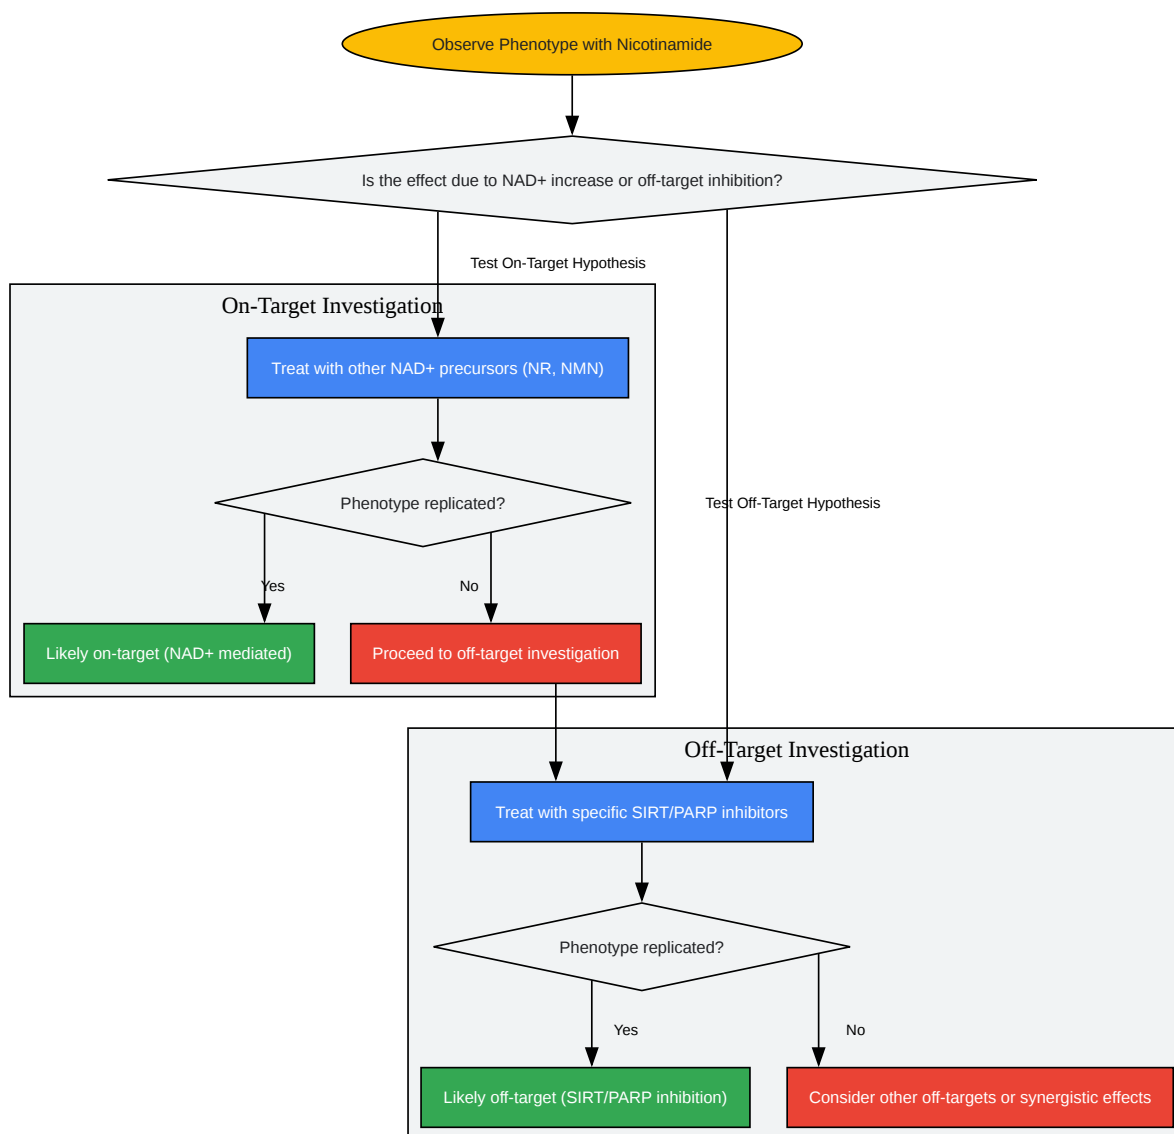 Observe Phenotype with Nicotinamide
Is the effect due to NAD+ increase or off-target inhibition?
Test On-Target Hypothesis
On-Target Investigation
Treat with other NAD+ precursors (NR, NMN)
Phenotype replicated?
Test Off-Target Hypothesis
Yes
No
Likely on-target (NAD+ mediated)
Proceed to off-target investigation
Off-Target Investigation
Treat with specific SIRT/PARP inhibitors
Phenotype replicated?
Yes
No
Likely off-target (SIRT/PARP inhibition)
Consider other off-targets or synergistic effects